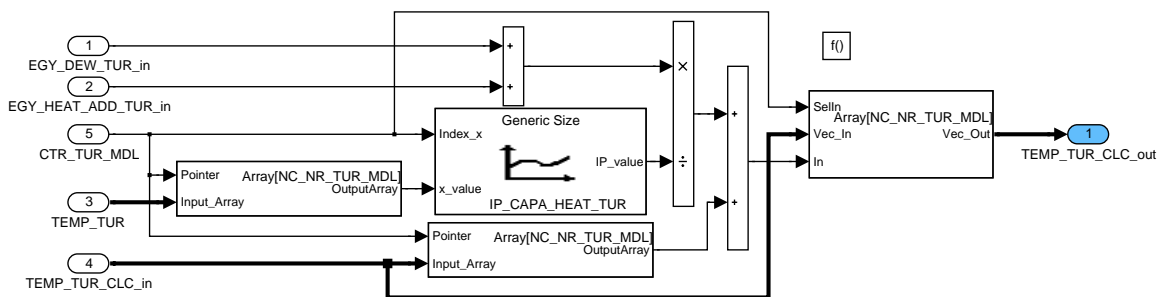 1
EGY_DEW_TUR_in
2
EGY_HEAT_ADD_TUR_in
5
CTR_TUR_MDL
3
TEMP_TUR
4
TEMP_TUR_CLC_in
Pointer
Array[NC_NR_TUR_MDL]
OutputArray
Input_Array
+
+
Generic Size
Index_x
IP_value
x_value
IP_CAPA_HEAT_TUR
Pointer
Array[NC_NR_TUR_MDL]
OutputArray
Input_Array
×
÷
+
+
f()
SelIn
Array[NC_NR_TUR_MDL]
Vec_In
Vec_Out
In
1
TEMP_TUR_CLC_out